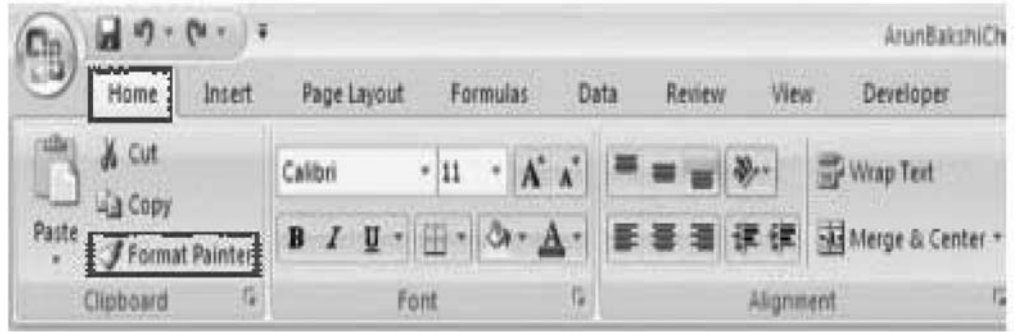 ArunBakshiCh
Home Insert Page Layout Formulas Data Review View Developer
Cut
Copy
Paste
Format Painter
Calibri 11 A A
B I U A
Wrap Text
Merge & Center
Clipboard Font Alignment